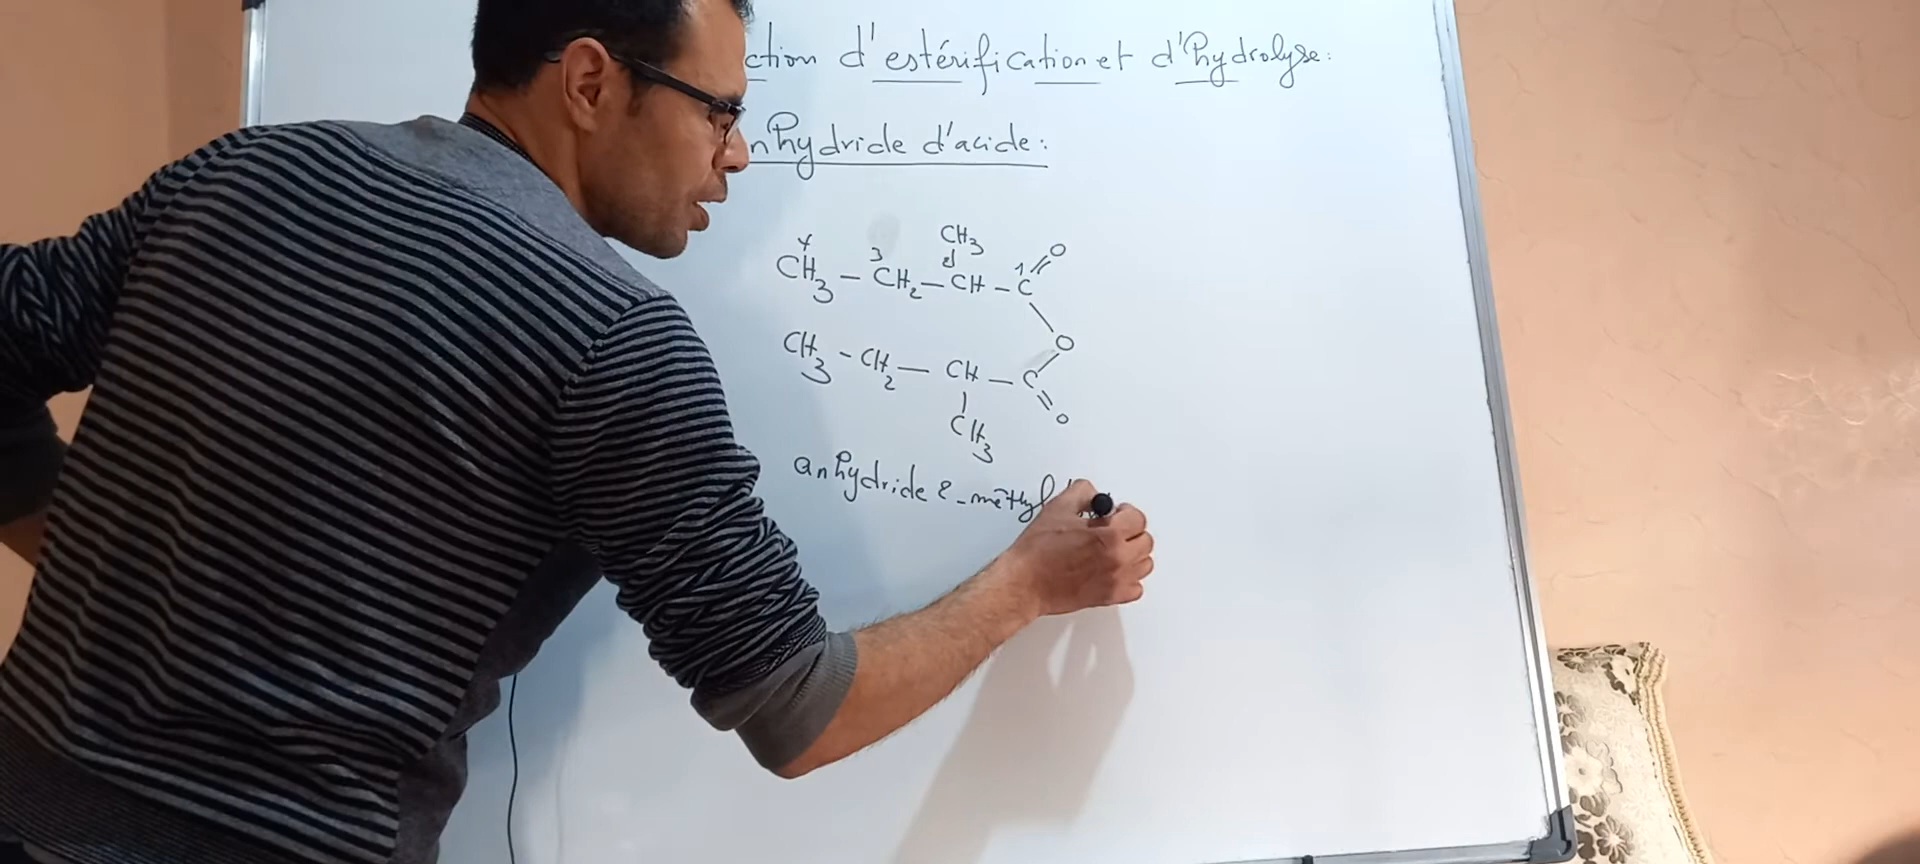 ction d'estérification et d'hydrolyse:
nhydride d'acide:
CH3
4 3 2 1 O
CH3 - CH2 - CH - C
O
CH3 - CH2 - CH - C
O
CH3
anhydride 2-méthyl